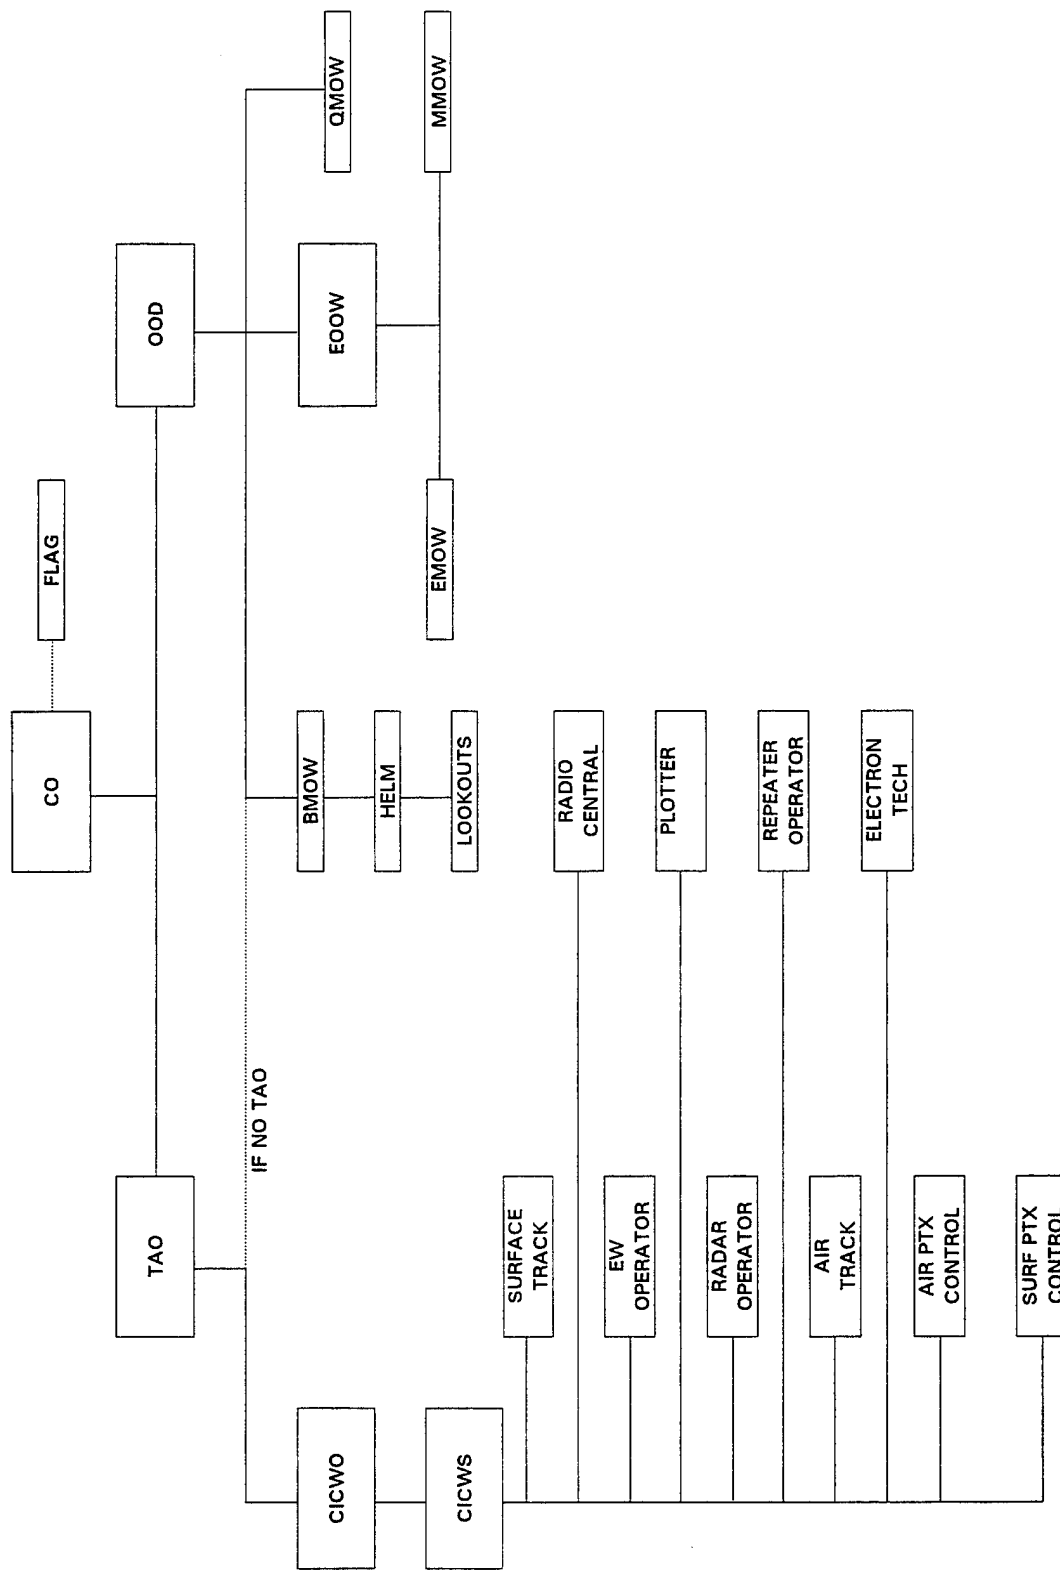 CO
FLAG
TAO
OOD
IF NO TAO
CICWO
BMOW
EOOW
QMOW
HELM
CICWS
LOOKOUTS
EMOW
MMOW
SURFACE
TRACK
RADIO
CENTRAL
EW
OPERATOR
PLOTTER
RADAR
OPERATOR
REPEATER
OPERATOR
AIR
TRACK
ELECTRON
TECH
AIR PTX
CONTROL
SURF PTX
CONTROL